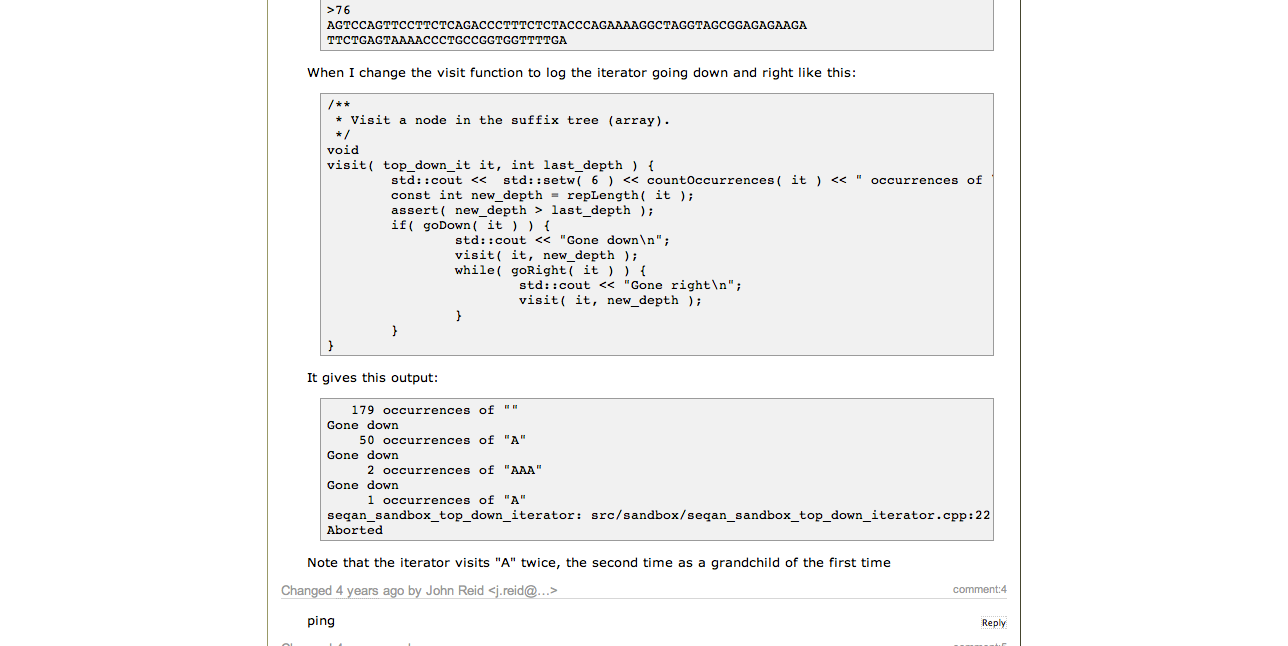 >76
AGTCCAGTTCCTTCTCAGACCCTTTCTCTACCCAGAAAAGGCTAGGTAGCGGAGAGAAGA
TTCTGAGTAAAACCCTGCCGGTGGTTTTGA
When I change the visit function to log the iterator going down and right like this:
/**
 * Visit a node in the suffix tree (array).
 */
void
visit( top_down_it it, int last_depth ) {
        std::cout <<  std::setw( 6 ) << countOccurrences( it ) << " occurrences of
        const int new_depth = repLength( it );
        assert( new_depth > last_depth );
        if( goDown( it ) ) {
                std::cout << "Gone down\n";
                visit( it, new_depth );
                while( goRight( it ) ) {
                        std::cout << "Gone right\n";
                        visit( it, new_depth );
                }
        }
}
It gives this output:
   179 occurrences of ""
Gone down
    50 occurrences of "A"
Gone down
     2 occurrences of "AAA"
Gone down
     1 occurrences of "A"
seqan_sandbox_top_down_iterator: src/sandbox/seqan_sandbox_top_down_iterator.cpp:22
Aborted
Note that the iterator visits "A" twice, the second time as a grandchild of the first time
Changed 4 years ago by John Reid <j.reid@…> comment:4
ping
Reply